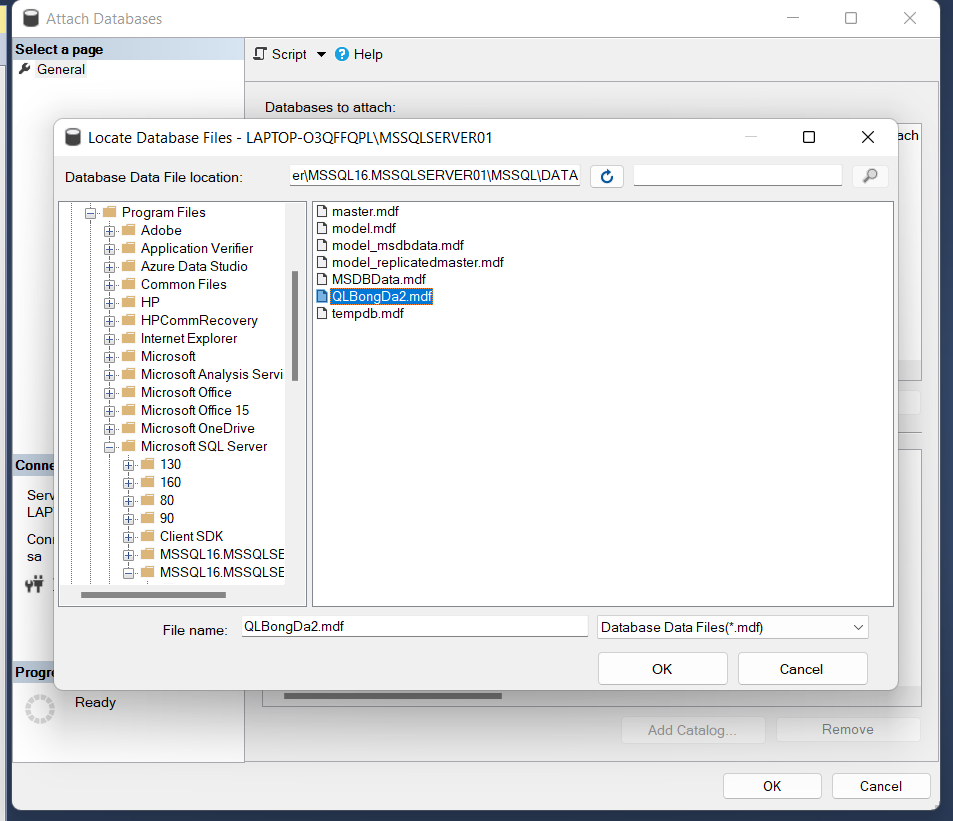 Attach Databases
Select a page
General
Script
Help
Databases to attach:
ach
Locate Database Files - LAPTOP-O3QFFQPL\MSSQLSERVER01
Database Data File location:
er\MSSQL16.MSSQLSERVER01\MSSQL\DATA
Program Files
Adobe
Application Verifier
Azure Data Studio
Common Files
HP
HPCommRecovery
Internet Explorer
Microsoft
Microsoft Analysis Servi
Microsoft Office
Microsoft Office 15
Microsoft OneDrive
Microsoft SQL Server
130
160
80
90
Client SDK
MSSQL16.MSSQLSE
MSSQL16.MSSQLSE
master.mdf
model.mdf
model_msdbdata.mdf
model_replicatedmaster.mdf
MSDBData.mdf
QLBongDa2.mdf
tempdb.mdf
File name:
QLBongDa2.mdf
Database Data Files(*.mdf)
OK
Cancel
Conne
Serv
LAP
Conn
sa
Progre
Ready
Add Catalog...
Remove
OK
Cancel